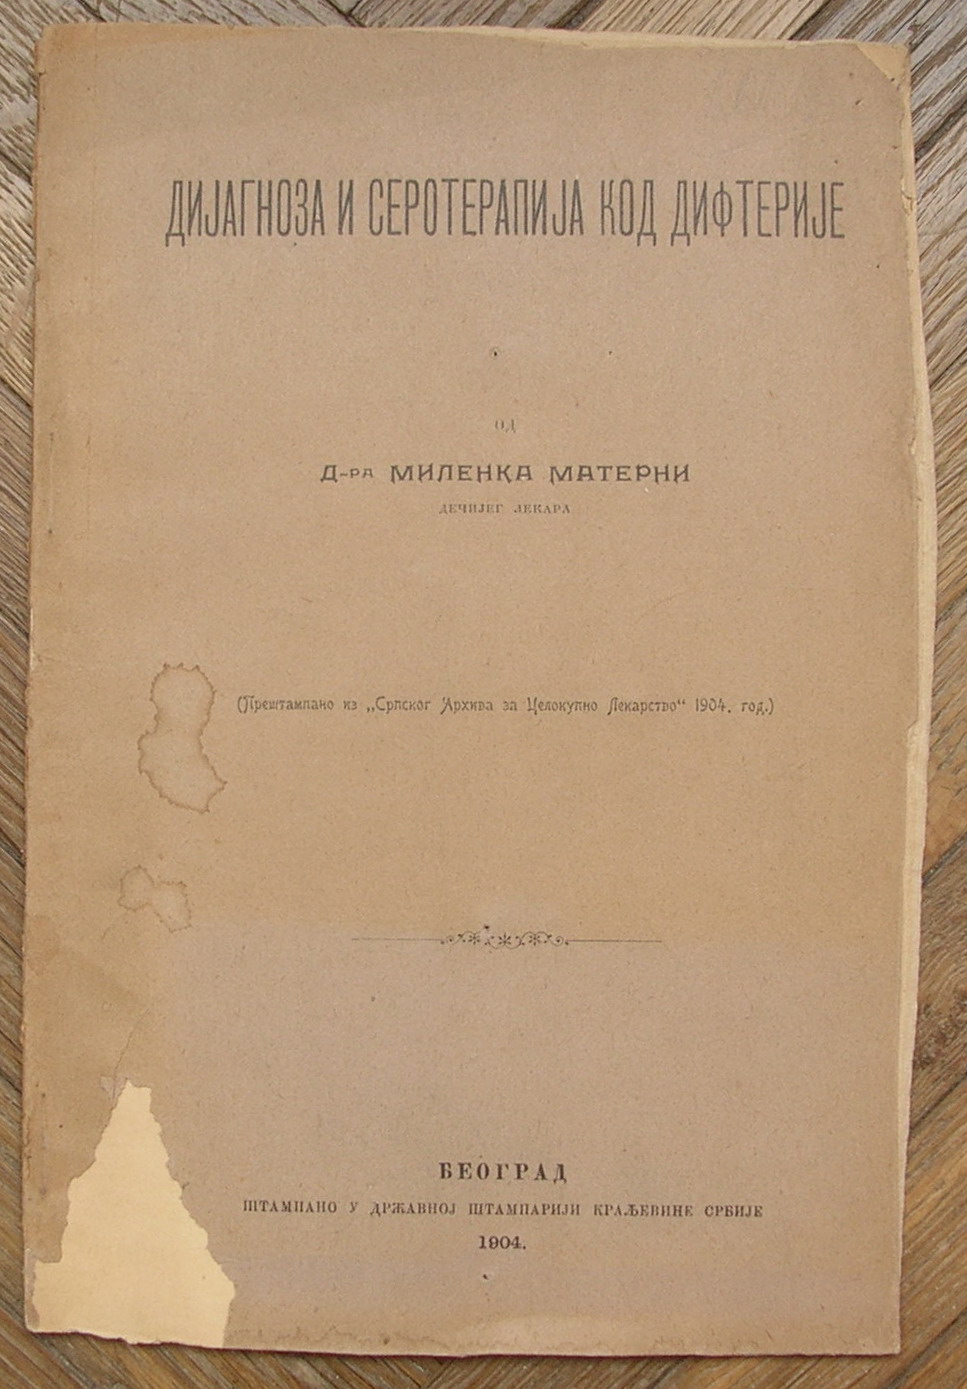 ДИЈАГНОЗА И СЕРОТЕРАПИЈА КОД ДИФТЕРИЈЕ
ОД
Д-РА МИЛЕНКА МАТЕРНИ
ДЕЧИЈЕГ ЛЕКАРА
(Прештампано из „Српског Архива за Целокупно Лекарство“ 1904. год.)
БЕОГРАД
ШТАМПАНО У ДРЖАВНОЈ ШТАМПАРИЈИ КРАЉЕВИНЕ СРБИЈЕ
1904.